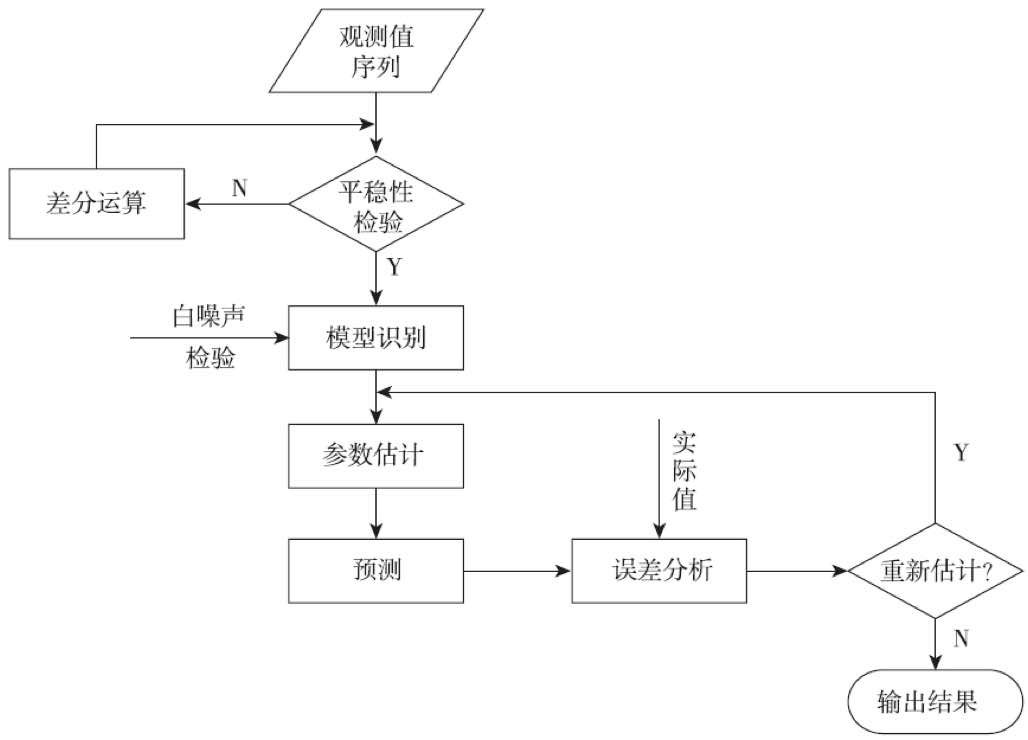 观测值
序列
差分运算
N
平稳性
检验
Y
白噪声
检验
模型识别
参数估计
实
际
值
Y
预测
误差分析
重新估计?
N
输出结果